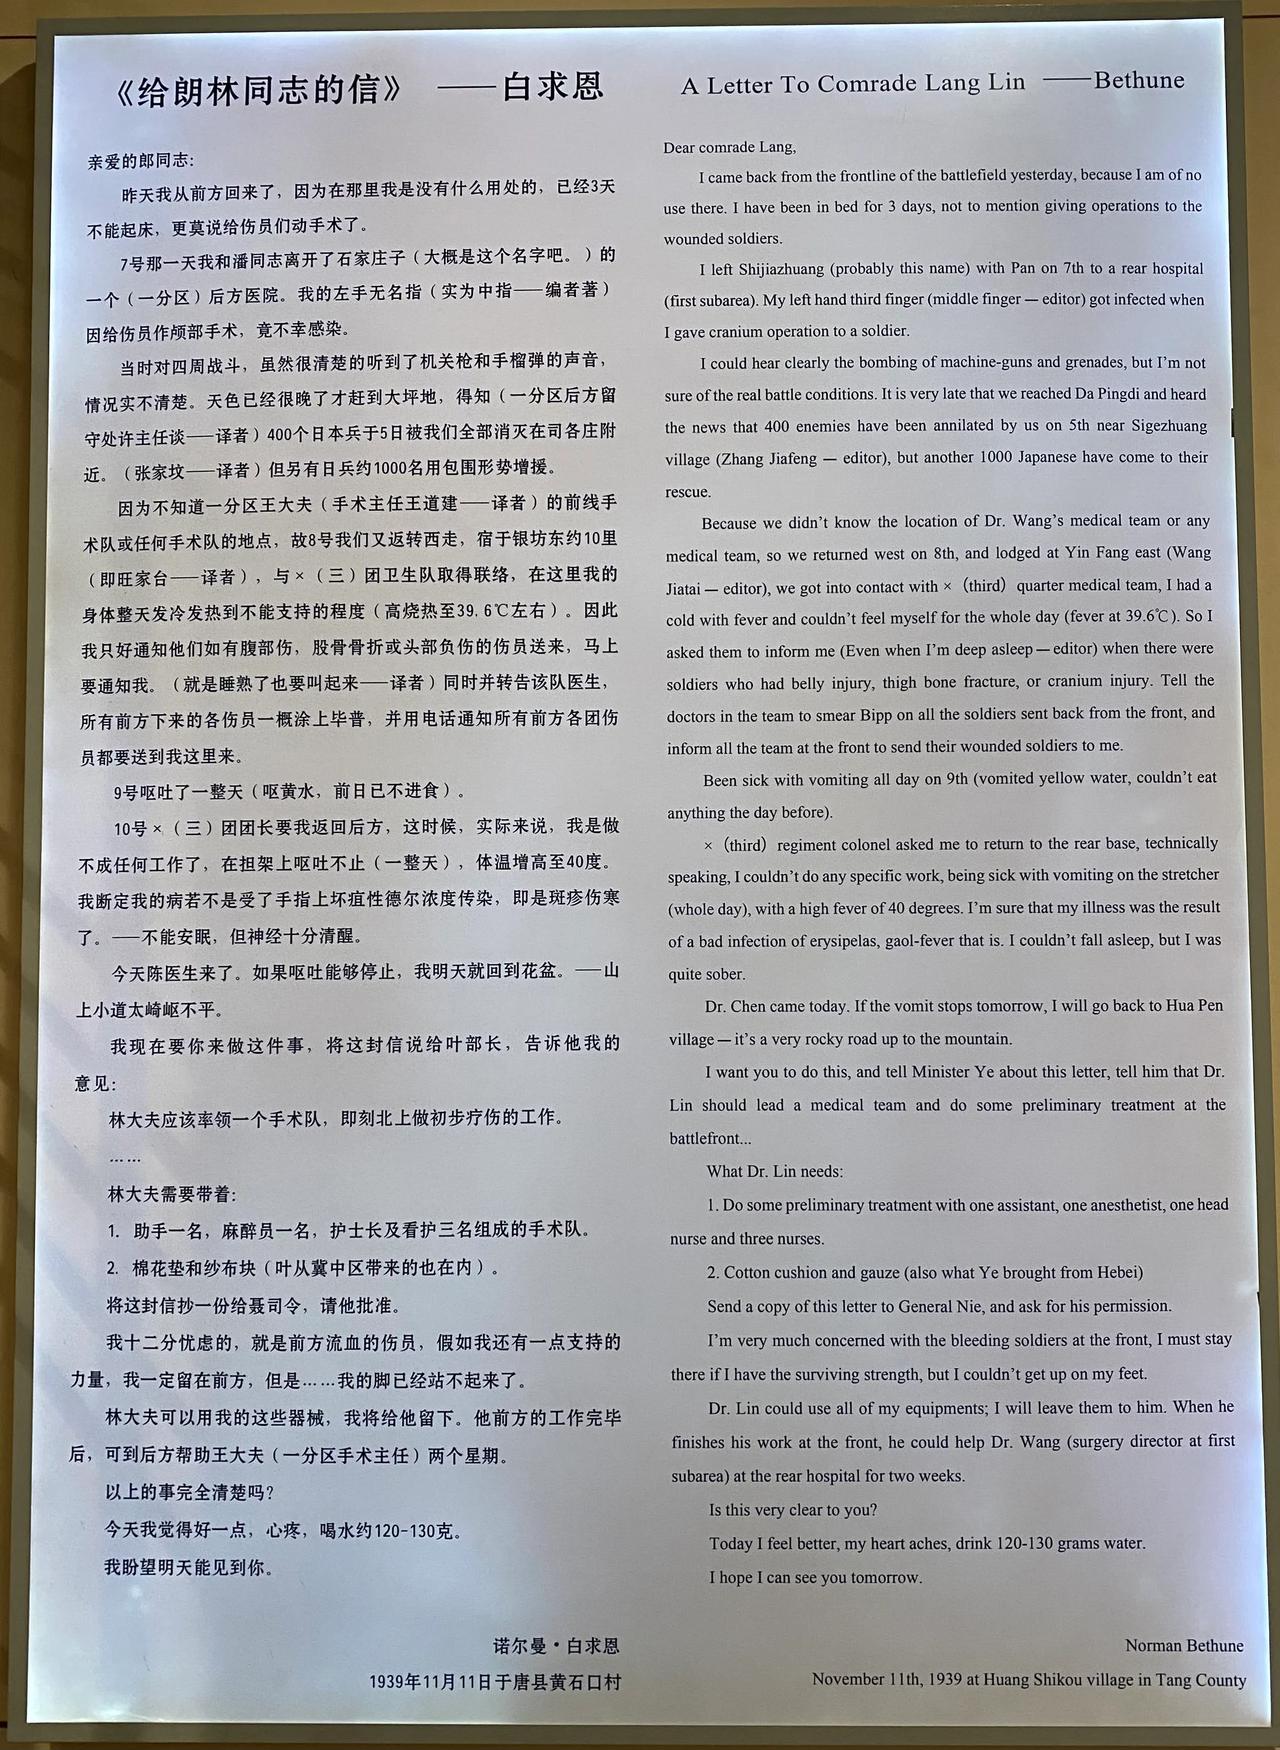 《给朗林同志的信》 ——白求恩
亲爱的郎同志:
昨天我从前方回来了，因为在那里我是没有什么用处的，已经3天
不能起床，更莫说给伤员们动手术了。
7号那一天我和潘同志离开了石家庄子（大概是这个名字吧。）的
一个（一分区）后方医院。我的左手无名指（实为中指——编者著）
因给伤员作颅部手术，竟不幸感染。
当时对四周战斗，虽然很清楚的听到了机关枪和手榴弹的声音，
情况实不清楚。天色已经很晚了才赶到大坪地，得知（一分区后方留
守处许主任谈——译者）400个日本兵于5日被我们全部消灭在司各庄附
近。（张家坟——译者）但另有日兵约1000名用包围形势增援。
因为不知道一分区王大夫（手术主任王道建——译者）的前线手
术队或任何手术队的地点，故8号我们又返转西走，宿于银坊东约10里
（即旺家台——译者），与×（三）团卫生队取得联络，在这里我的
身体整天发冷发热到不能支持的程度（高烧热至39.6℃左右）。因此
我只好通知他们如有腹部伤，股骨骨折或头部负伤的伤员送来，马上
要通知我。（就是睡熟了也要叫起来——译者）同时并转告该队医生，
所有前方下来的各伤员一概涂上毕普，并用电话通知所有前方各团伤
员都要送到我这里来。
9号呕吐了一整天（呕黄水，前日已不进食）。
10号×（三）团团长要我返回后方，这时候，实际来说，我是做
不成任何工作了，在担架上呕吐不止（一整天），体温增高至40度。
我断定我的病若不是受了手指上坏疽性德尔浓度传染，即是斑疹伤寒
了。——不能安眠，但神经十分清醒。
今天陈医生来了。如果呕吐能够停止，我明天就回到花盆。——山
上小道太崎岖不平。
我现在要你来做这件事，将这封信说给叶部长，告诉他我的
意见:
林大夫应该率领一个手术队，即刻北上做初步疗伤的工作。
……
林大夫需要带着:
1. 助手一名，麻醉员一名，护士长及看护三名组成的手术队。
2. 棉花垫和纱布块（叶从冀中区带来的也在内）。
将这封信抄一份给聂司令，请他批准。
我十二分忧虑的，就是前方流血的伤员，假如我还有一点支持的
力量，我一定留在前方，但是……我的脚已经站不起来了。
林大夫可以用我的这些器械，我将给他留下。他前方的工作完毕
后，可到后方帮助王大夫（一分区手术主任）两个星期。
以上的事完全清楚吗?
今天我觉得好一点，心疼，喝水约120-130克。
我盼望明天能见到你。
诺尔曼·白求恩
1939年11月11日于唐县黄石口村
A Letter To Comrade Lang Lin ——Bethune
Dear comrade Lang,
I came back from the frontline of the battlefield yesterday, because I am of no
use there. I have been in bed for 3 days, not to mention giving operations to the
wounded soldiers.
I left Shijiazhuang (probably this name) with Pan on 7th to a rear hospital
(first subarea). My left hand third finger (middle finger — editor) got infected when
I gave cranium operation to a soldier.
I could hear clearly the bombing of machine-guns and grenades, but I'm not
sure of the real battle conditions. It is very late that we reached Da Pingdi and heard
the news that 400 enemies have been annilated by us on 5th near Sigezhuang
village (Zhang Jiafeng — editor), but another 1000 Japanese have come to their
rescue.
Because we didn't know the location of Dr. Wang's medical team or any
medical team, so we returned west on 8th, and lodged at Yin Fang east (Wang
Jiatai — editor), we got into contact with ×（third）quarter medical team, I had a
cold with fever and couldn't feel myself for the whole day (fever at 39.6℃). So I
asked them to inform me (Even when I'm deep asleep — editor) when there were
soldiers who had belly injury, thigh bone fracture, or cranium injury. Tell the
doctors in the team to smear Bipp on all the soldiers sent back from the front, and
inform all the team at the front to send their wounded soldiers to me.
Been sick with vomiting all day on 9th (vomited yellow water, couldn't eat
anything the day before).
×（third）regiment colonel asked me to return to the rear base, technically
speaking, I couldn't do any specific work, being sick with vomiting on the stretcher
(whole day), with a high fever of 40 degrees. I'm sure that my illness was the result
of a bad infection of erysipelas, gaol-fever that is. I couldn't fall asleep, but I was
quite sober.
Dr. Chen came today. If the vomit stops tomorrow, I will go back to Hua Pen
village — it's a very rocky road up to the mountain.
I want you to do this, and tell Minister Ye about this letter, tell him that Dr.
Lin should lead a medical team and do some preliminary treatment at the
battlefront...
What Dr. Lin needs:
1. Do some preliminary treatment with one assistant, one anesthetist, one head
nurse and three nurses.
2. Cotton cushion and gauze (also what Ye brought from Hebei)
Send a copy of this letter to General Nie, and ask for his permission.
I'm very much concerned with the bleeding soldiers at the front, I must stay
there if I have the surviving strength, but I couldn't get up on my feet.
Dr. Lin could use all of my equipments; I will leave them to him. When he
finishes his work at the front, he could help Dr. Wang (surgery director at first
subarea) at the rear hospital for two weeks.
Is this very clear to you?
Today I feel better, my heart aches, drink 120-130 grams water.
I hope I can see you tomorrow.
Norman Bethune
November 11th, 1939 at Huang Shikou village in Tang County